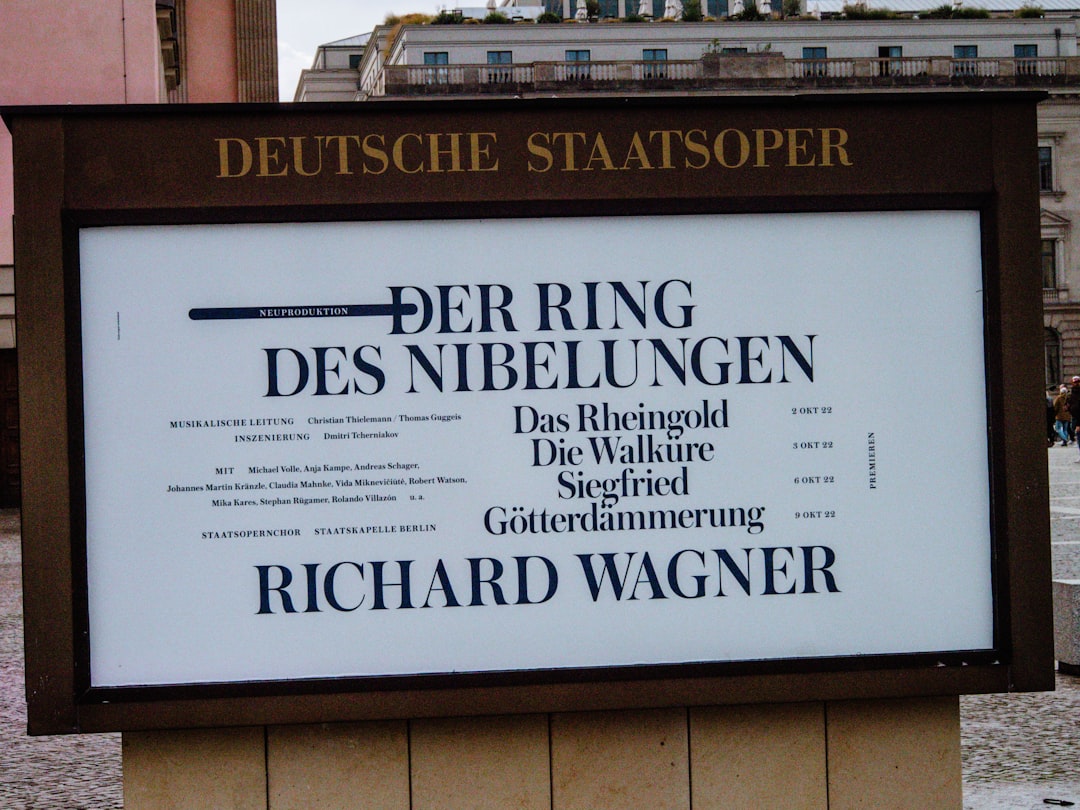 DEUTSCHE STAATSOPER
NEUPRODUKTION
DER RING
DES NIBELUNGEN
MUSIKALISCHE LEITUNG Christian Thielemann / Thomas Guggeis
INSZENIERUNG Dmitri Tcherniakov
MIT Michael Volle, Anja Kampe, Andreas Schager,
Johannes Martin Kränzle, Claudia Mahnke, Vida Miknevičiūtė, Robert Watson,
Mika Kares, Stephan Rügamer, Rolando Villazón u. a.
STAATSOPERNCHOR STAATSKAPELLE BERLIN
Das Rheingold 2 OKT 22
Die Walküre 3 OKT 22
Siegfried 6 OKT 22
Götterdämmerung 9 OKT 22
PREMIEREN
RICHARD WAGNER